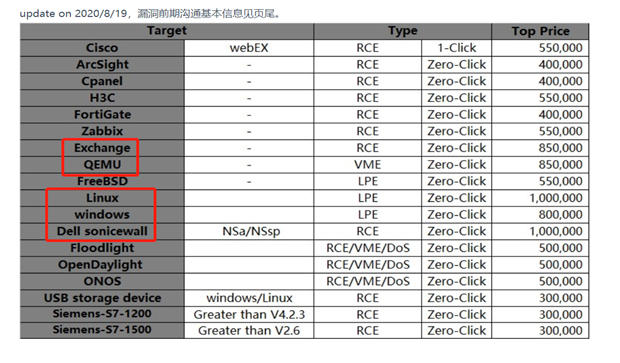 update on 2020/8/19，漏洞前期沟通基本信息见页尾。
Target Type Top Price
Cisco webEX RCE 1-Click 550,000
ArcSight - RCE Zero-Click 400,000
Cpanel - RCE Zero-Click 400,000
H3C - RCE Zero-Click 550,000
FortiGate - RCE Zero-Click 400,000
Zabbix - RCE Zero-Click 550,000
Exchange - RCE Zero-Click 850,000
QEMU - VME Zero-Click 850,000
FreeBSD - LPE Zero-Click 550,000
Linux LPE Zero-Click 1,000,000
windows LPE Zero-Click 800,000
Dell sonicwall NSa/NSsp RCE Zero-Click 1,000,000
Floodlight RCE/VME/DoS Zero-Click 500,000
OpenDaylight RCE/VME/DoS Zero-Click 500,000
ONOS RCE/VME/DoS Zero-Click 500,000
USB storage device windows/Linux RCE Zero-Click 300,000
Siemens-S7-1200 Greater than V4.2.3 RCE Zero-Click 300,000
Siemens-S7-1500 Greater than V2.6 RCE Zero-Click 300,000